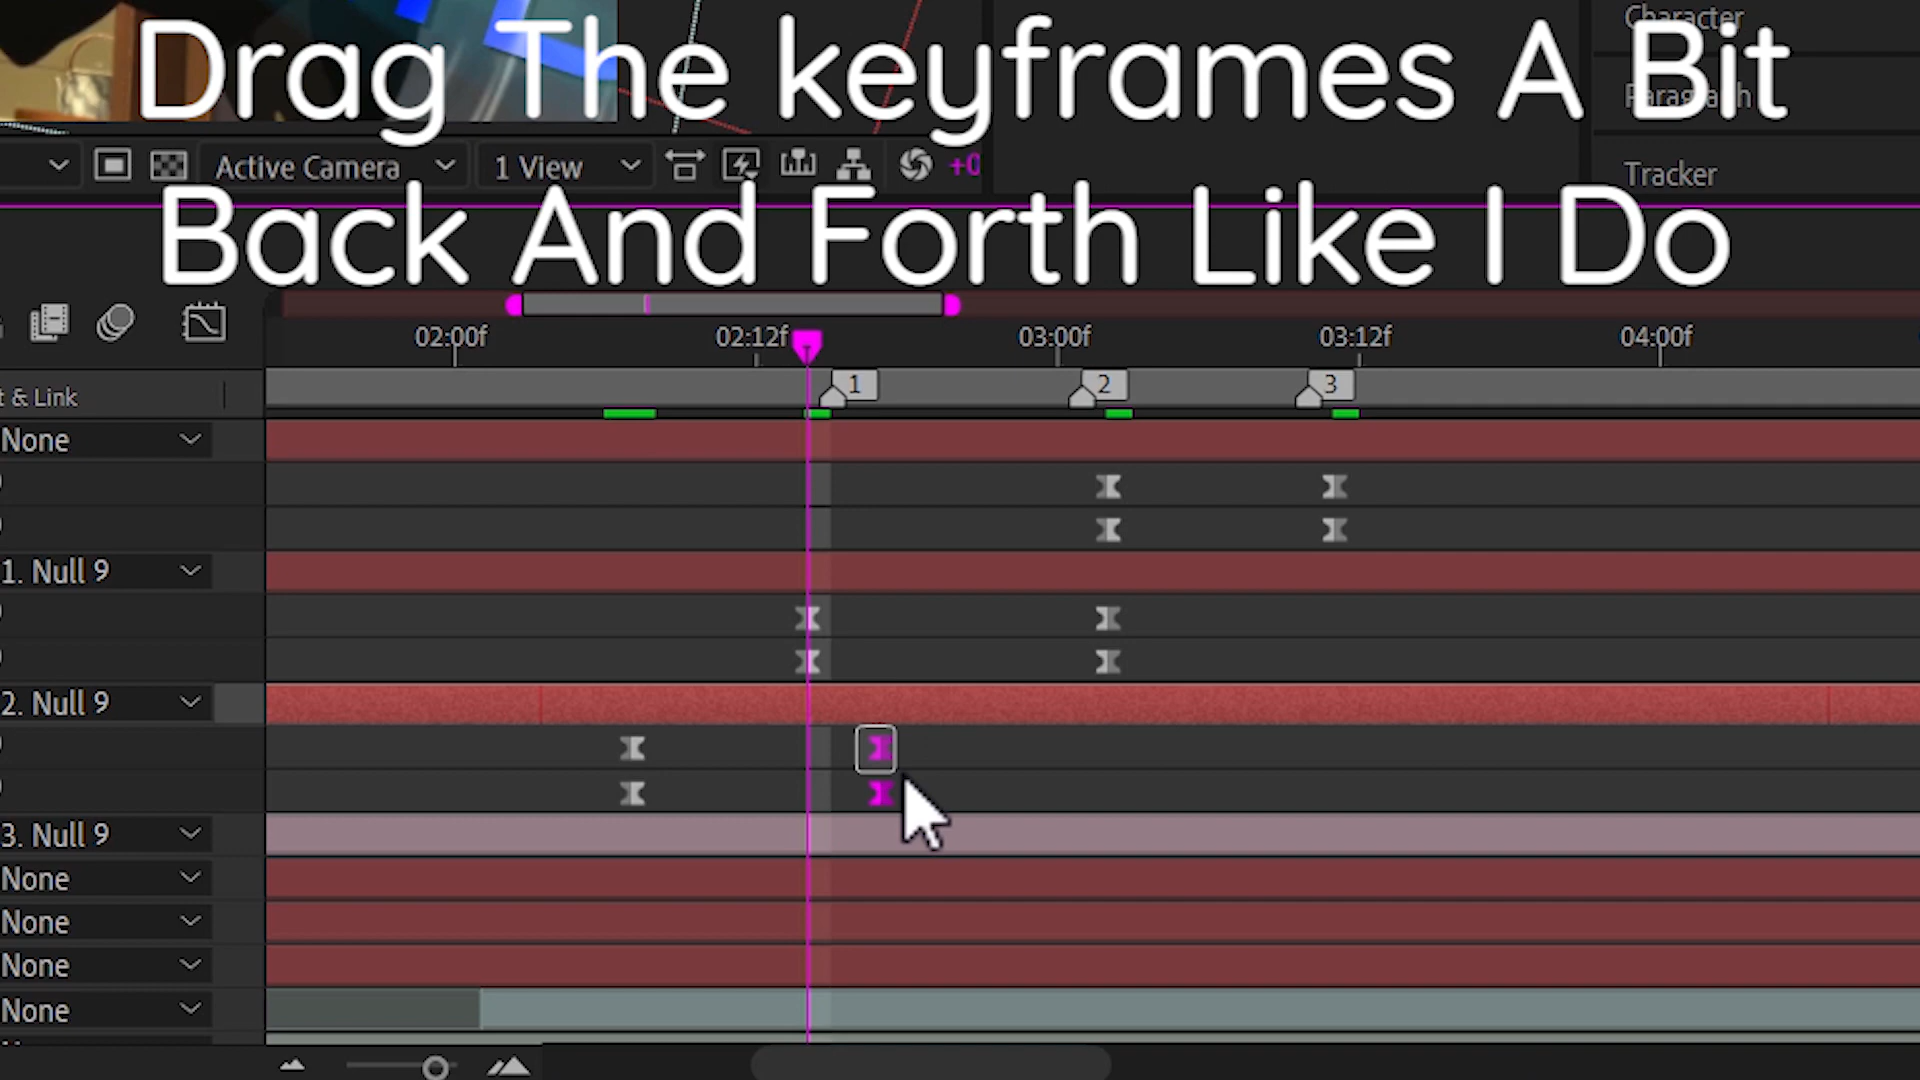 Drag The keyframes A Bit
Back And Forth Like I Do
Character
Paragraph
Tracker
Active Camera
1 View
+0
02:00f
02:12f
03:00f
03:12f
04:00f
1
2
3
t & Link
None
1. Null 9
2. Null 9
3. Null 9
None
None
None
None